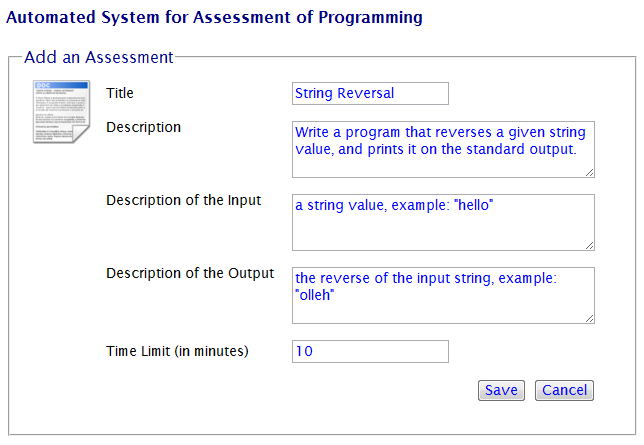 Automated System for Assessment of Programming
Add an Assessment
DOC
Title
String Reversal
Description
Write a program that reverses a given string
value, and prints it on the standard output.
Description of the Input
a string value, example: "hello"
Description of the Output
the reverse of the input string, example:
"olleh"
Time Limit (in minutes)
10
Save
Cancel